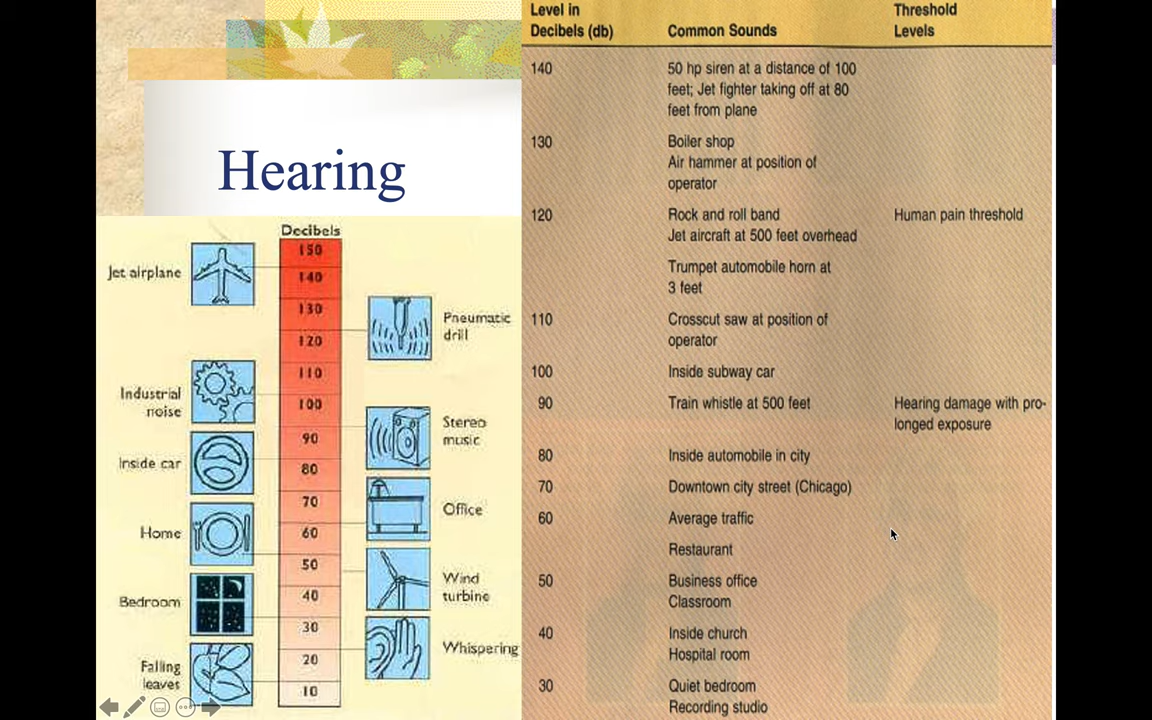 Hearing
Decibels
150
140
130
120
110
100
90
80
70
60
50
40
30
20
10
Jet airplane
Industrial
noise
Inside car
Home
Bedroom
Falling
leaves
Pneumatic
drill
Stereo
music
Office
Wind
turbine
Whispering
Level in
Decibels (db) Common Sounds Threshold
Levels
140 50 hp siren at a distance of 100
feet; Jet fighter taking off at 80
feet from plane
130 Boiler shop
Air hammer at position of
operator
120 Rock and roll band Human pain threshold
Jet aircraft at 500 feet overhead
Trumpet automobile horn at
3 feet
110 Crosscut saw at position of
operator
100 Inside subway car
90 Train whistle at 500 feet Hearing damage with pro-
longed exposure
80 Inside automobile in city
70 Downtown city street (Chicago)
60 Average traffic
Restaurant
50 Business office
Classroom
40 Inside church
Hospital room
30 Quiet bedroom
Recording studio